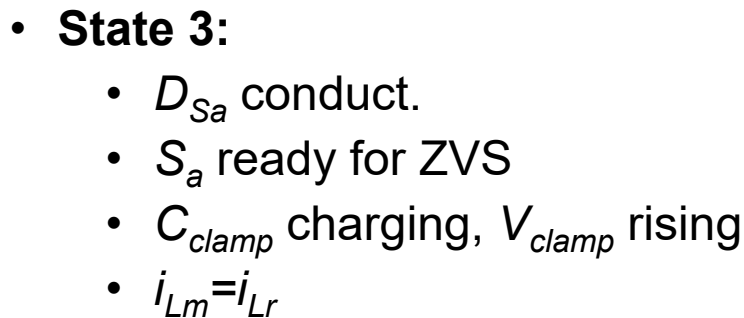 • State 3:
• D_Sa conduct.
• S_a ready for ZVS
• C_clamp charging, V_clamp rising
• i_Lm=i_Lr